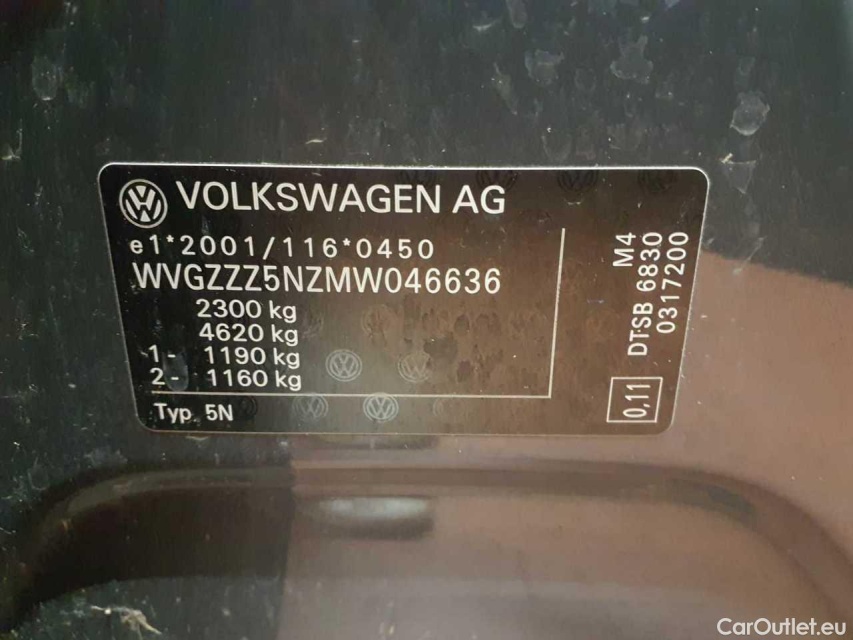 VOLKSWAGEN AG
e1*2001/116*0450
WVGZZZ5NZMW046636
2300 kg
4620 kg
1- 1190 kg
2- 1160 kg
Typ 5N
M4
DTSB 6830
0317200
0,11
CarOutlet.eu